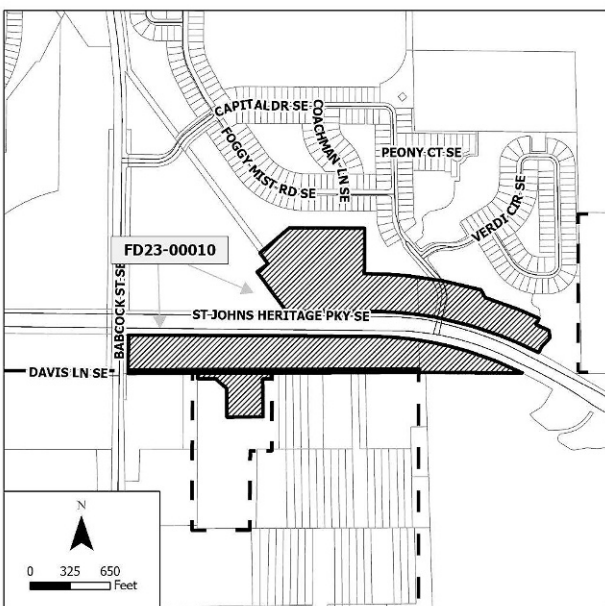 CAPITAL DR SE
COACHMAN LN SE
FOGGY MIST RD SE
PEONY CT SE
VERDI CIR SE
FD23-00010
BABCOCK ST SE
ST JOHNS HERITAGE PKY SE
DAVIS LN SE
N
0 325 650
Feet